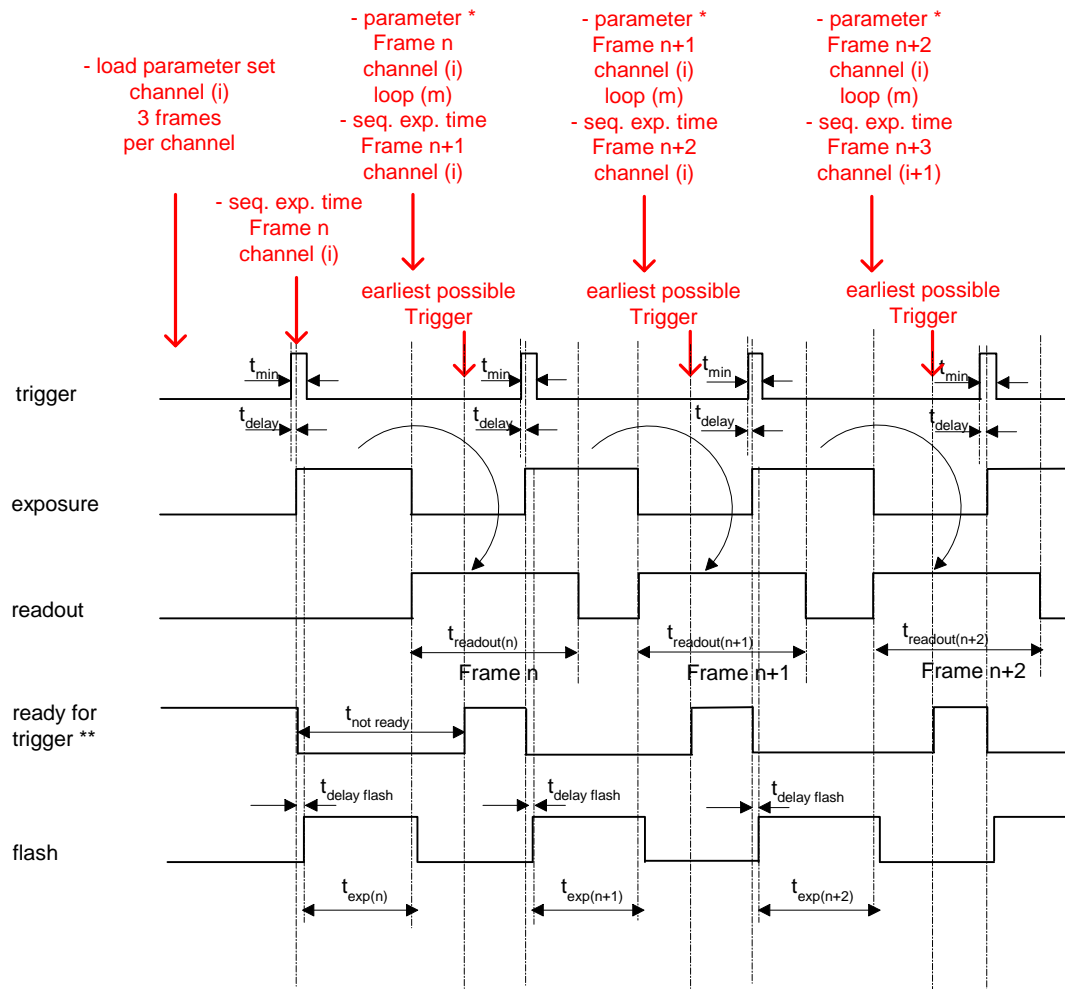 - load parameter set
channel (i)
3 frames
per channel
- seq. exp. time
Frame n
channel (i)
- parameter *
Frame n
channel (i)
loop (m)
- seq. exp. time
Frame n+1
channel (i)
- parameter *
Frame n+1
channel (i)
loop (m)
- seq. exp. time
Frame n+2
channel (i)
- parameter *
Frame n+2
channel (i)
loop (m)
- seq. exp. time
Frame n+3
channel (i+1)
earliest possible
Trigger
earliest possible
Trigger
earliest possible
Trigger
trigger
tmin
tmin
tmin
tmin
tdelay
tdelay
tdelay
tdelay
exposure
readout
treadout(n)
Frame n
treadout(n+1)
Frame n+1
treadout(n+2)
Frame n+2
ready for
trigger **
tnot ready
tdelay flash
tdelay flash
tdelay flash
flash
texp(n)
texp(n+1)
texp(n+2)